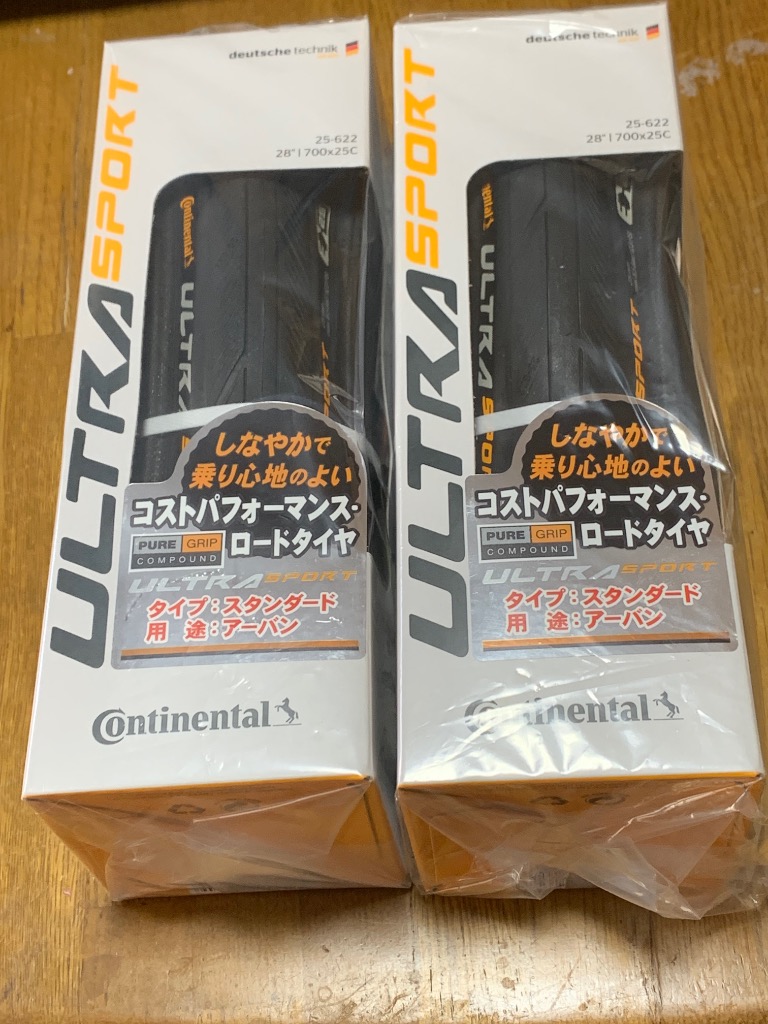 deutsche technik
25-622
28" | 700x25C
ULTRA SPORT
Continental
ULTRA
SPORT
しなやかで
乗り心地のよい
コストパフォーマンス・
ロードタイヤ
PURE GRIP
COMPOUND
ULTRA SPORT
タイプ:スタンダード
用 途:アーバン
Continental
deutsche technik
25-622
28" | 700x25C
ULTRA SPORT
ULTRA SPO
SPORT
しなやかで
乗り心地のよい
コストパフォーマンス・
ロードタイヤ
PURE GRIP
COMPOUND
ULTRA SPORT
タイプ:スタンダード
用 途:アーバン
Continental